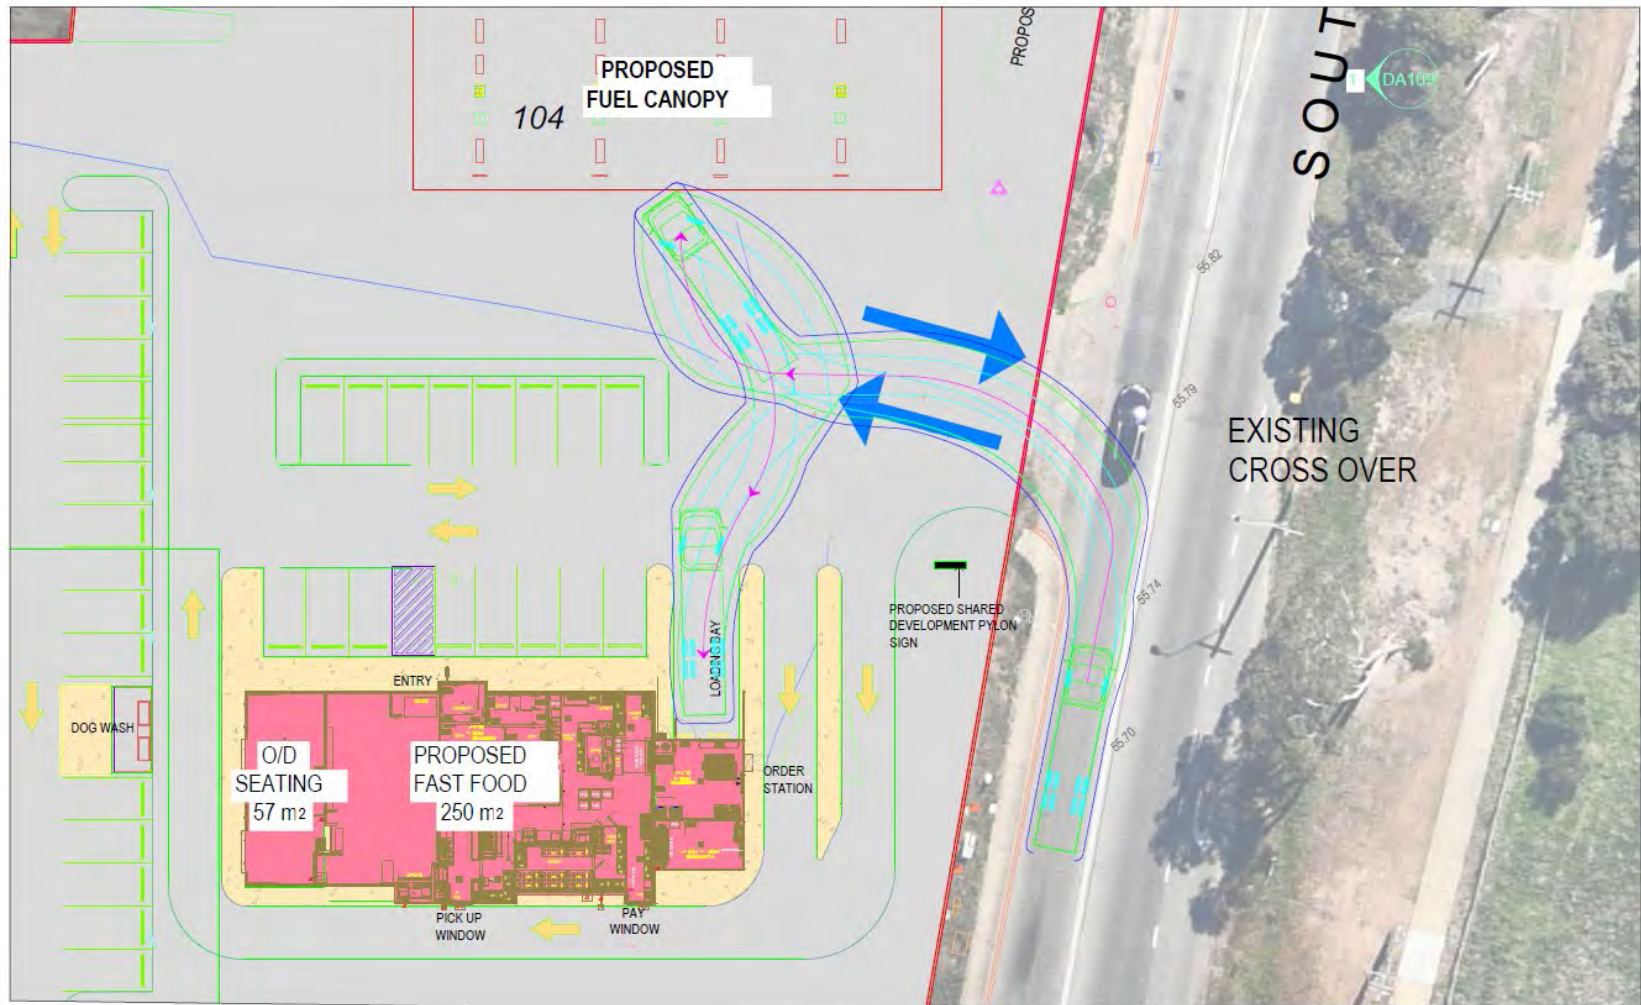 PROPOS
SOUT
1
DA109
PROPOSED
FUEL CANOPY
104
55.82
55.79
EXISTING
CROSS OVER
55.74
PROPOSED SHARED
DEVELOPMENT PYLON
SIGN
LOADING BAY
ENTRY
DOG WASH
55.70
O/D
SEATING
57 m2
PROPOSED
FAST FOOD
250 m2
ORDER
STATION
PICK UP
WINDOW
PAY
WINDOW